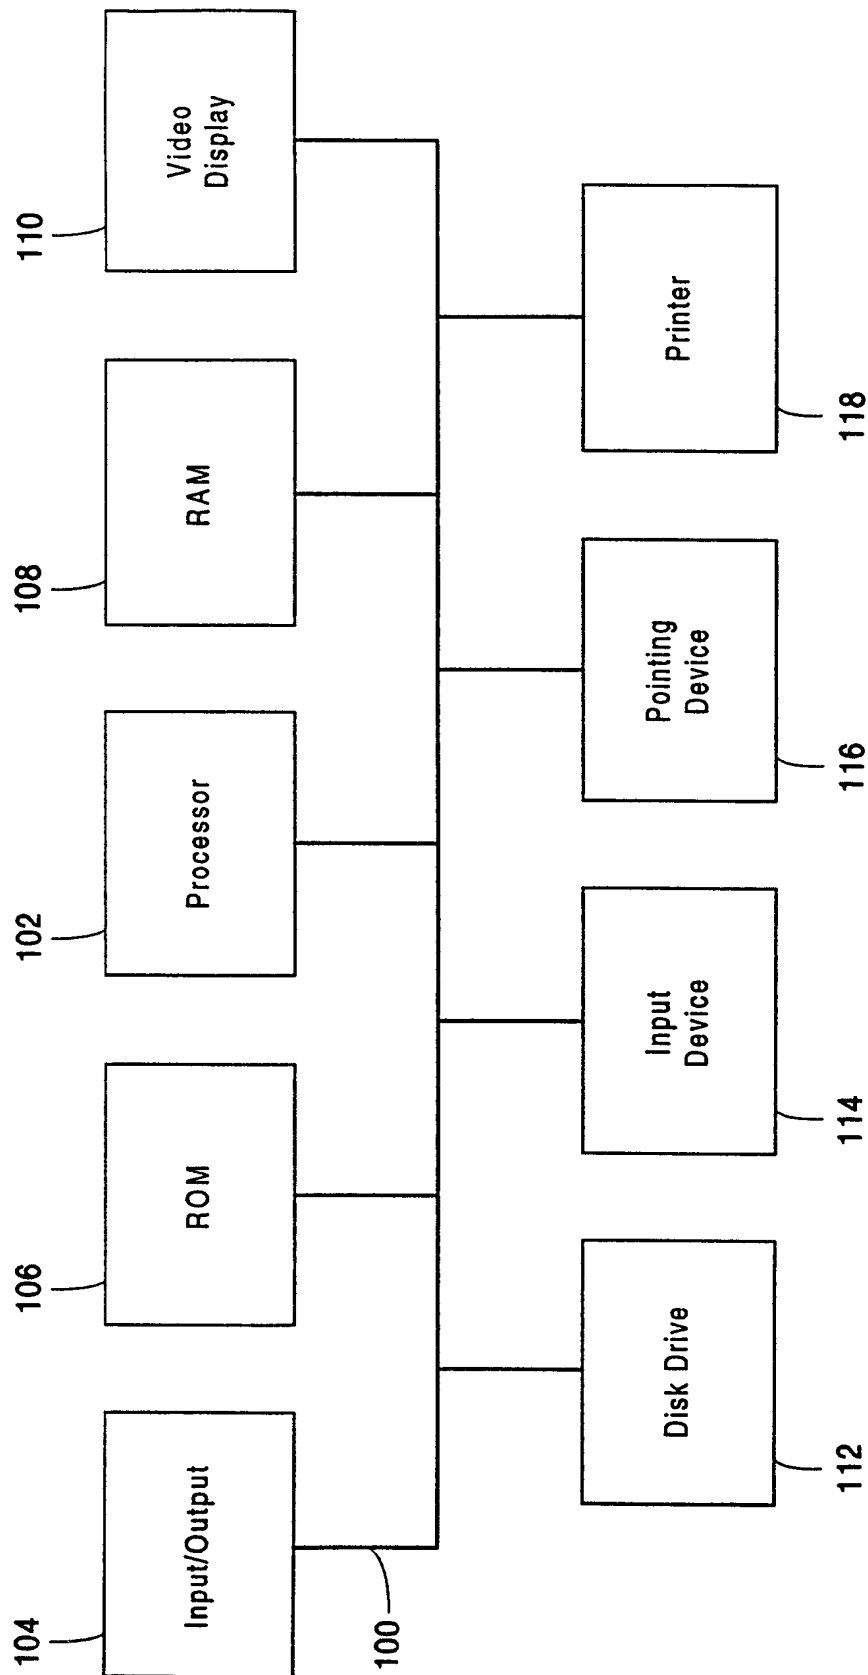 104
106
102
108
110
Input/Output
ROM
Processor
RAM
Video
Display
100
Disk Drive
Input
Device
Pointing
Device
Printer
112
114
116
118